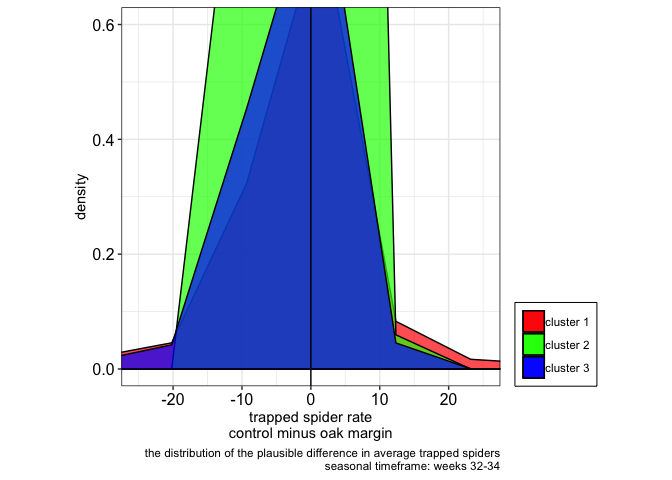 0.6
0.4
0.2
0.0
density
-20
-10
0
10
20
trapped spider rate
control minus oak margin
cluster 1
cluster 2
cluster 3
the distribution of the plausible difference in average trapped spiders
seasonal timeframe: weeks 32-34